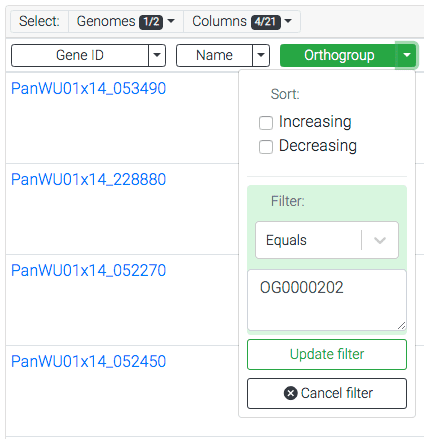 Select: Genomes 1/2 Columns 4/21
Gene ID Name Orthogroup
PanWU01x14_053490
Sort:
Increasing
Decreasing
PanWU01x14_228880
Filter:
Equals
PanWU01x14_052270
OG0000202
PanWU01x14_052450
Update filter
Cancel filter